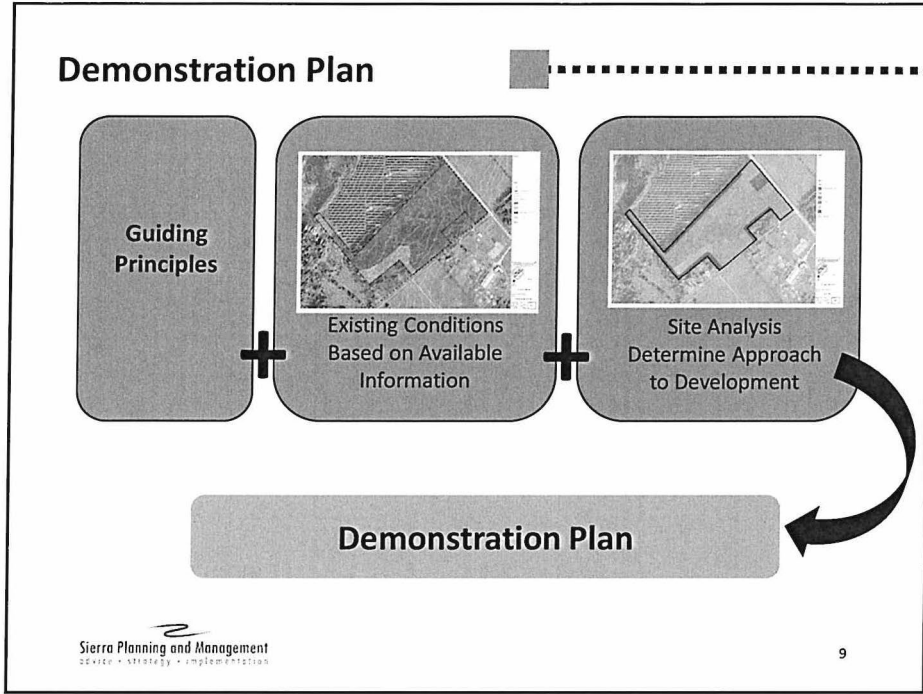 Demonstration Plan
Guiding
Principles
Existing Conditions
Based on Available
Information
Site Analysis
Determine Approach
to Development
Demonstration Plan
Sierra Planning and Management
advice • strategy • implementation
9